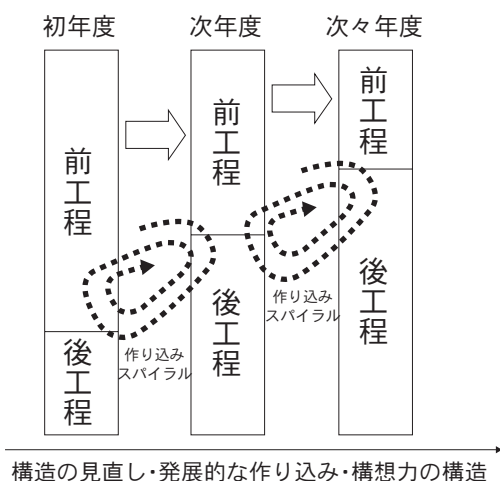 初年度
次年度
次々年度
前工程
後工程
前工程
後工程
前工程
後工程
作り込み
スパイラル
作り込み
スパイラル
構造の見直し・発展的な作り込み・構想力の構造